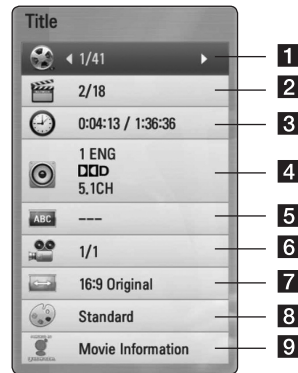 Title
1/41 1
2/18 2
0:04:13 / 1:36:36 3
1 ENG
DD D
5.1CH 4
ABC --- 5
1/1 6
16:9 Original 7
Standard 8
Movie Information 9